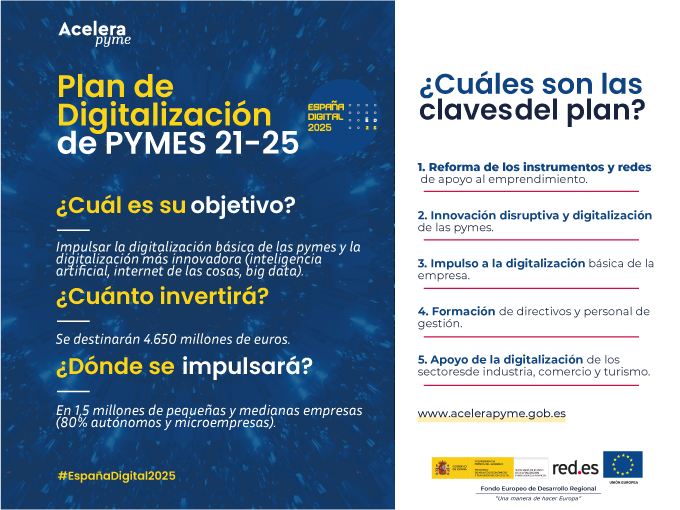 Acelera
pyme
Plan de
Digitalización
de PYMES 21-25
ESPAÑA
DIGITAL
2025
¿Cuál es su objetivo?
Impulsar la digitalización básica de las pymes y la
digitalización más innovadora (inteligencia
artificial, internet de las cosas, big data).
¿Cuánto invertirá?
Se destinarán 4.650 millones de euros.
¿Dónde se impulsará?
En 1,5 millones de pequeñas y medianas empresas
(80% autónomos y microempresas).
#EspañaDigital2025
¿Cuáles son las
clavesdel plan?
1. Reforma de los instrumentos y redes
de apoyo al emprendimiento.
2. Innovación disruptiva y digitalización
de las pymes.
3. Impulso a la digitalización básica de la
empresa.
4. Formación de directivos y personal de
gestión.
5. Apoyo de la digitalización de los
sectoresde industria, comercio y turismo.
www.acelerapyme.gob.es
red.es
UNIÓN EUROPEA
Fondo Europeo de Desarrollo Regional
"Una manera de hacer Europa"